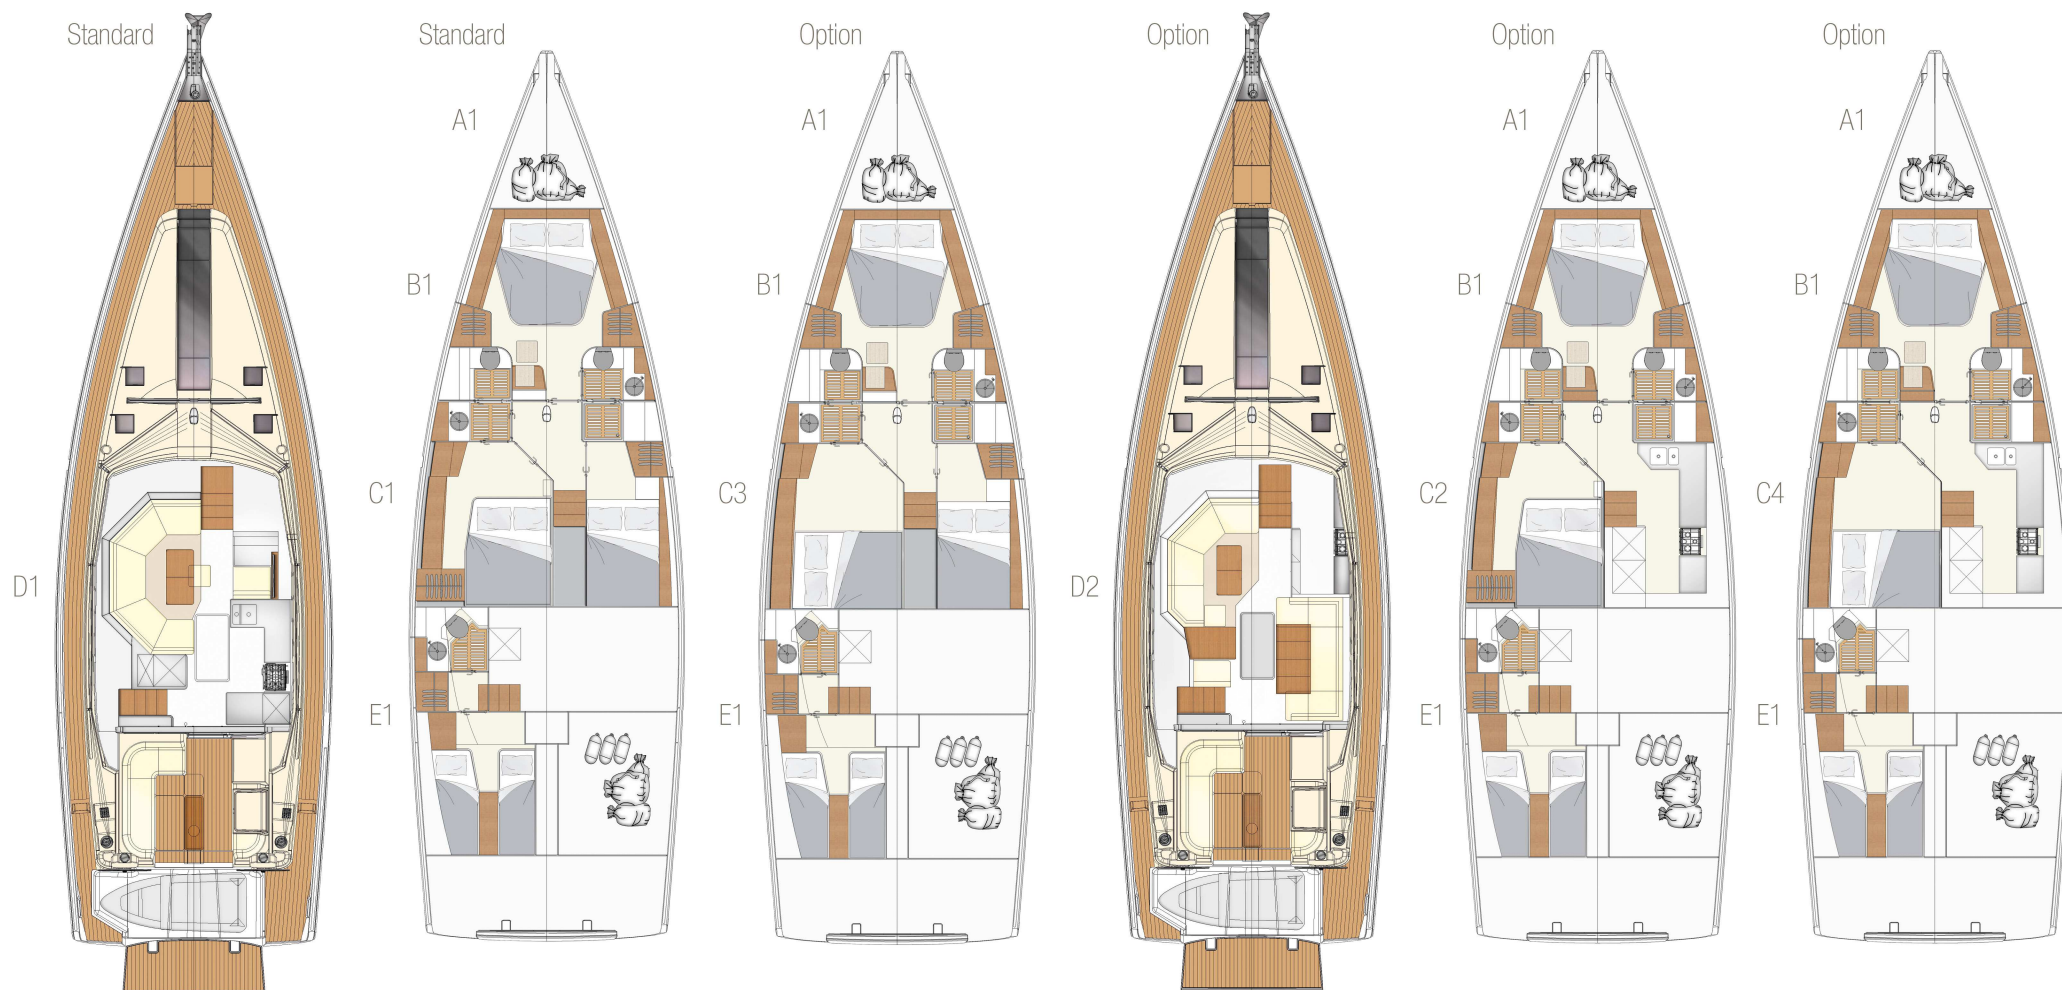 Standard
Standard
Option
Option
Option
Option
A1
A1
A1
A1
B1
B1
B1
B1
C1
C3
C2
C4
D1
D2
E1
E1
E1
E1